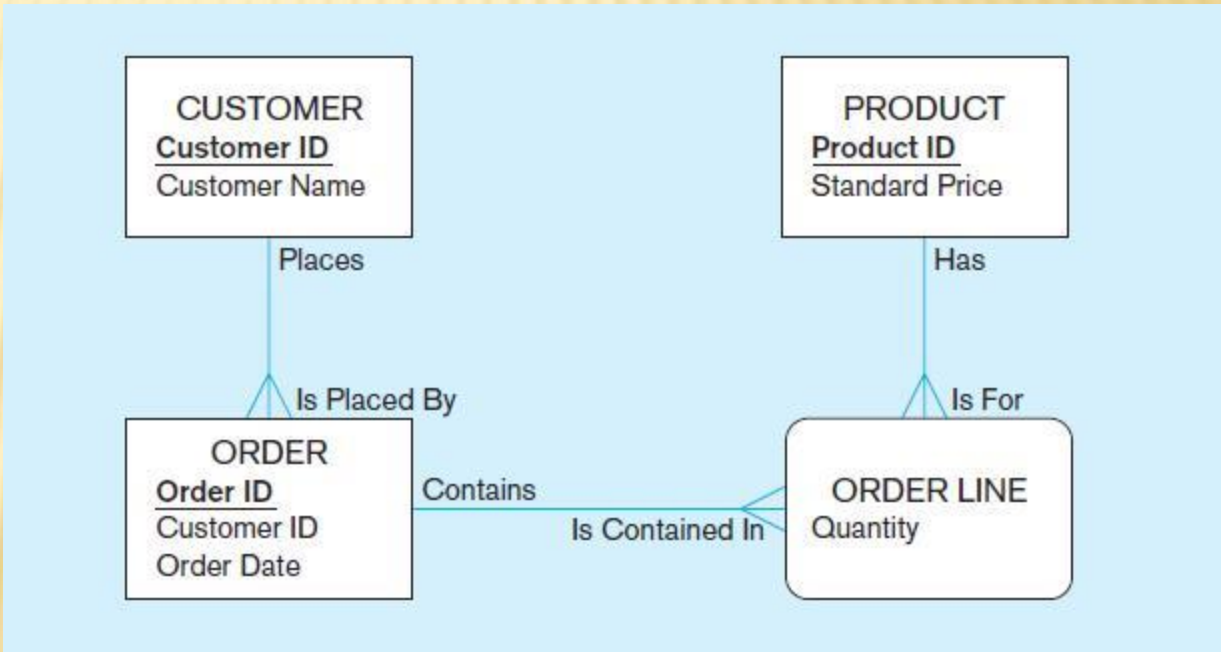 CUSTOMER
Customer ID
Customer Name
PRODUCT
Product ID
Standard Price
Places
Has
Is Placed By
Is For
ORDER
Order ID
Customer ID
Order Date
Contains
Is Contained In
ORDER LINE
Quantity